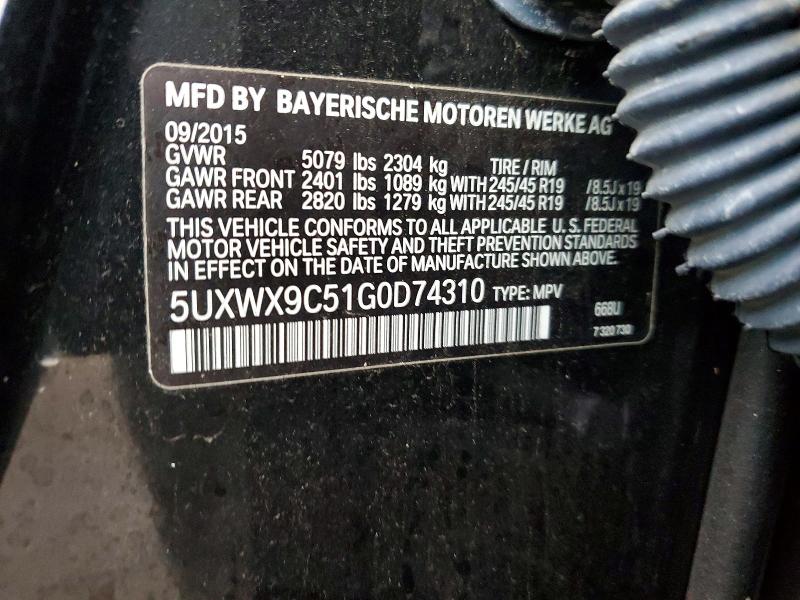 MFD BY BAYERISCHE MOTOREN WERKE AG
09/2015
GVWR 5079 lbs 2304 kg TIRE / RIM
GAWR FRONT 2401 lbs 1089 kg WITH 245/45 R19 /8.5J x 19
GAWR REAR 2820 lbs 1279 kg WITH 245/45 R19 /8.5J x 19
THIS VEHICLE CONFORMS TO ALL APPLICABLE U. S. FEDERAL
MOTOR VEHICLE SAFETY AND THEFT PREVENTION STANDARDS
IN EFFECT ON THE DATE OF MANUFACTURE SHOWN ABOVE.
5UXWX9C51G0D74310 TYPE: MPV 668U
7 320 730